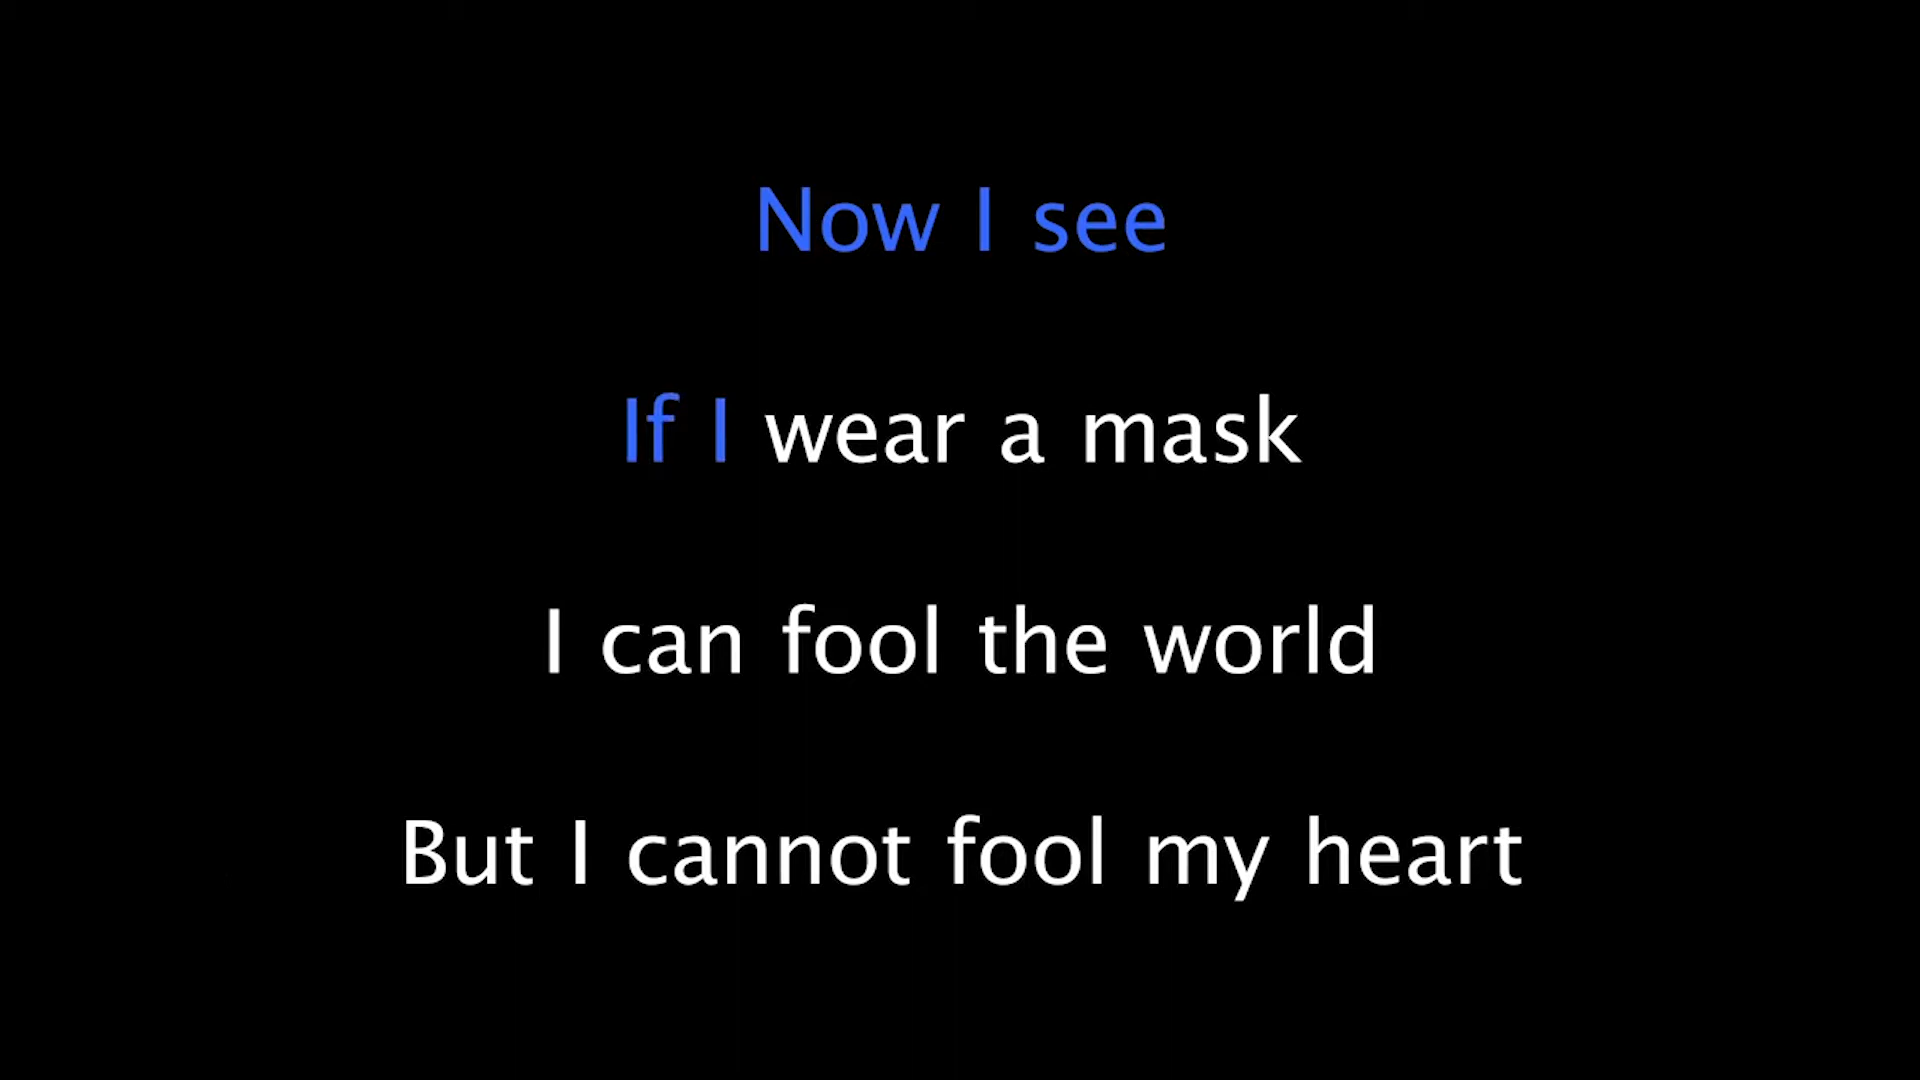 Now I see
If I wear a mask
I can fool the world
But I cannot fool my heart